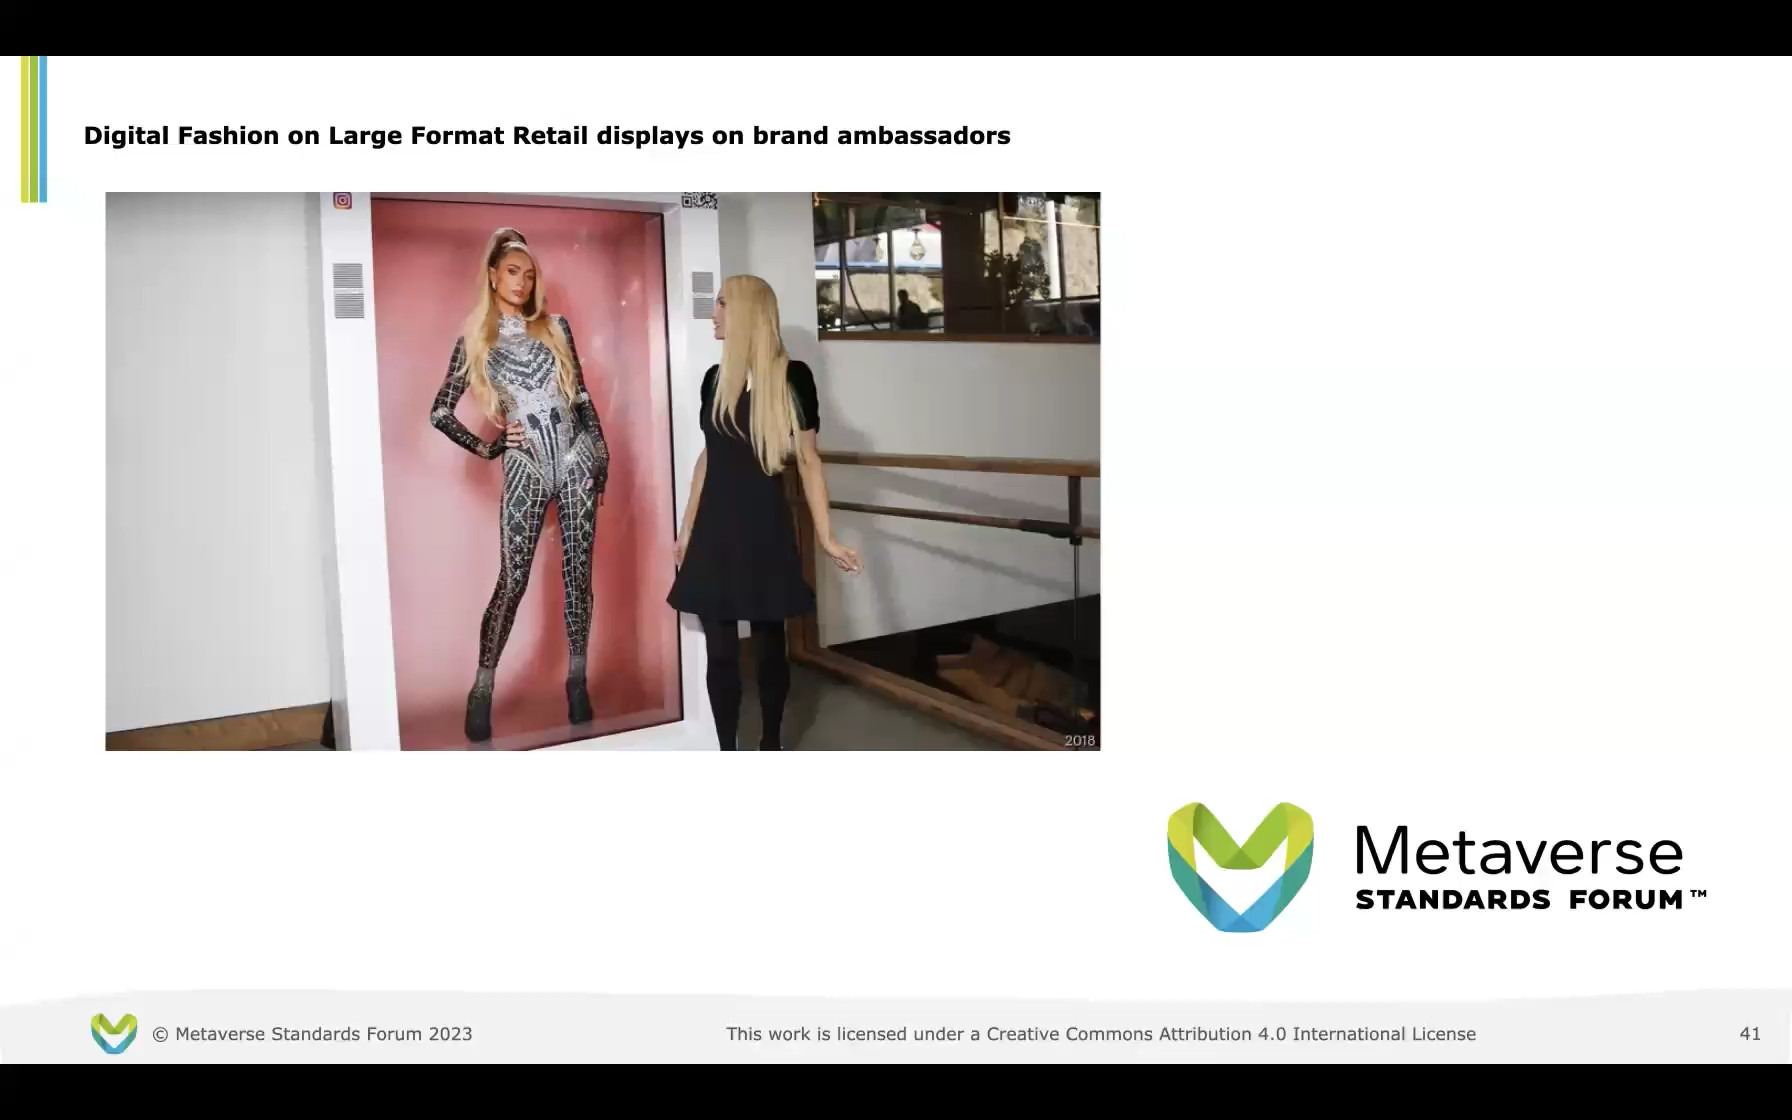 Digital Fashion on Large Format Retail displays on brand ambassadors
2018
Metaverse
STANDARDS FORUM™
© Metaverse Standards Forum 2023
This work is licensed under a Creative Commons Attribution 4.0 International License
41